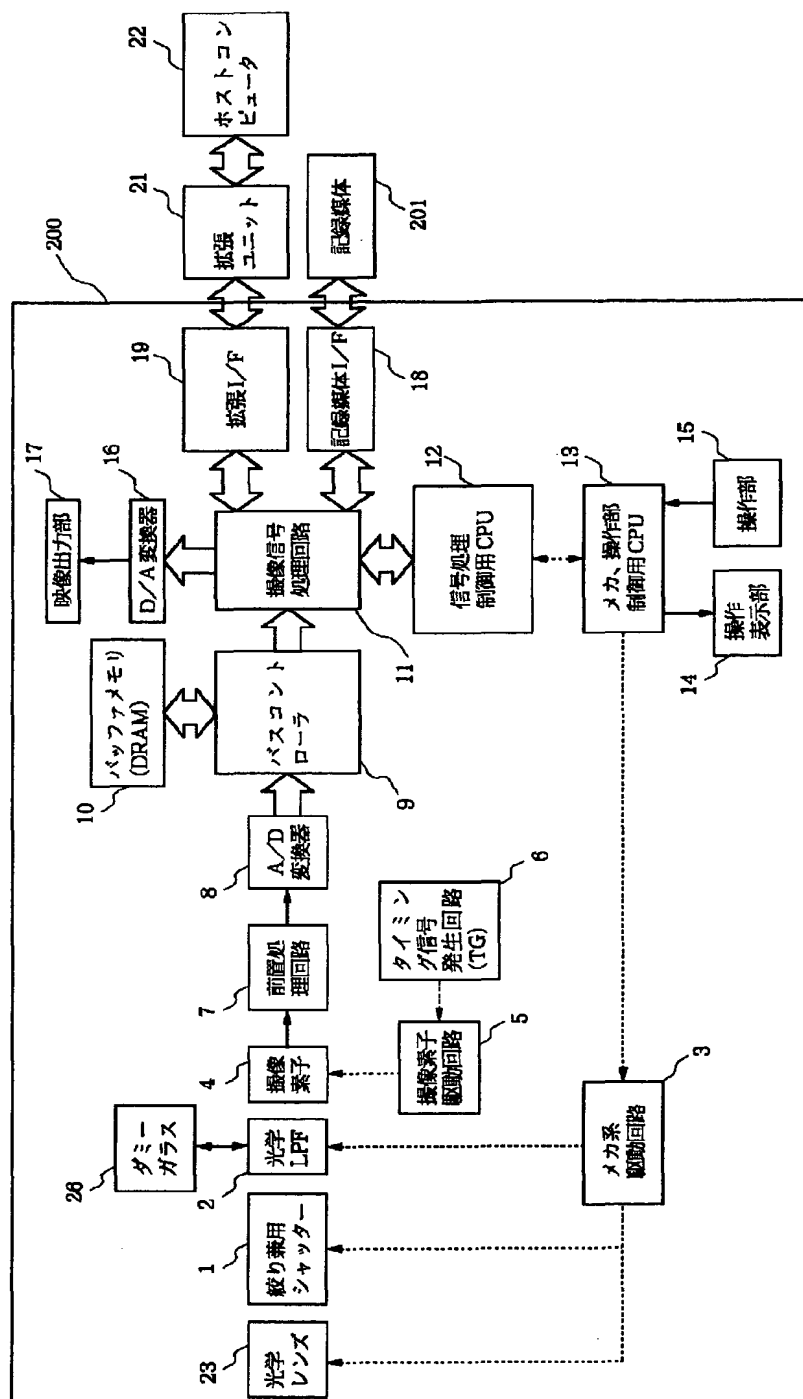 22
ホストコン
ピュータ
21
拡張
ユニット
記録媒体
201
200
19
拡張I/F
記録媒体I/F
18
17
映像出力部
16
D/A変換器
撮像信号
処理回路
11
12
信号処理
制御用CPU
13
メカ、操作部
制御用CPU
15
操作部
操作
表示部
14
バッファメモリ
(DRAM)
10
バスコント
ローラ
9
A/D
変換器
8
前置処
理回路
7
撮像
素子
4
6
タイミン
グ信号
発生回路
(TG)
5
撮像素子
駆動回路
ダミー
ガラス
26
光学
LPF
2
3
メカ系
駆動回路
絞り兼用
シャッター
1
光学
レンズ
23